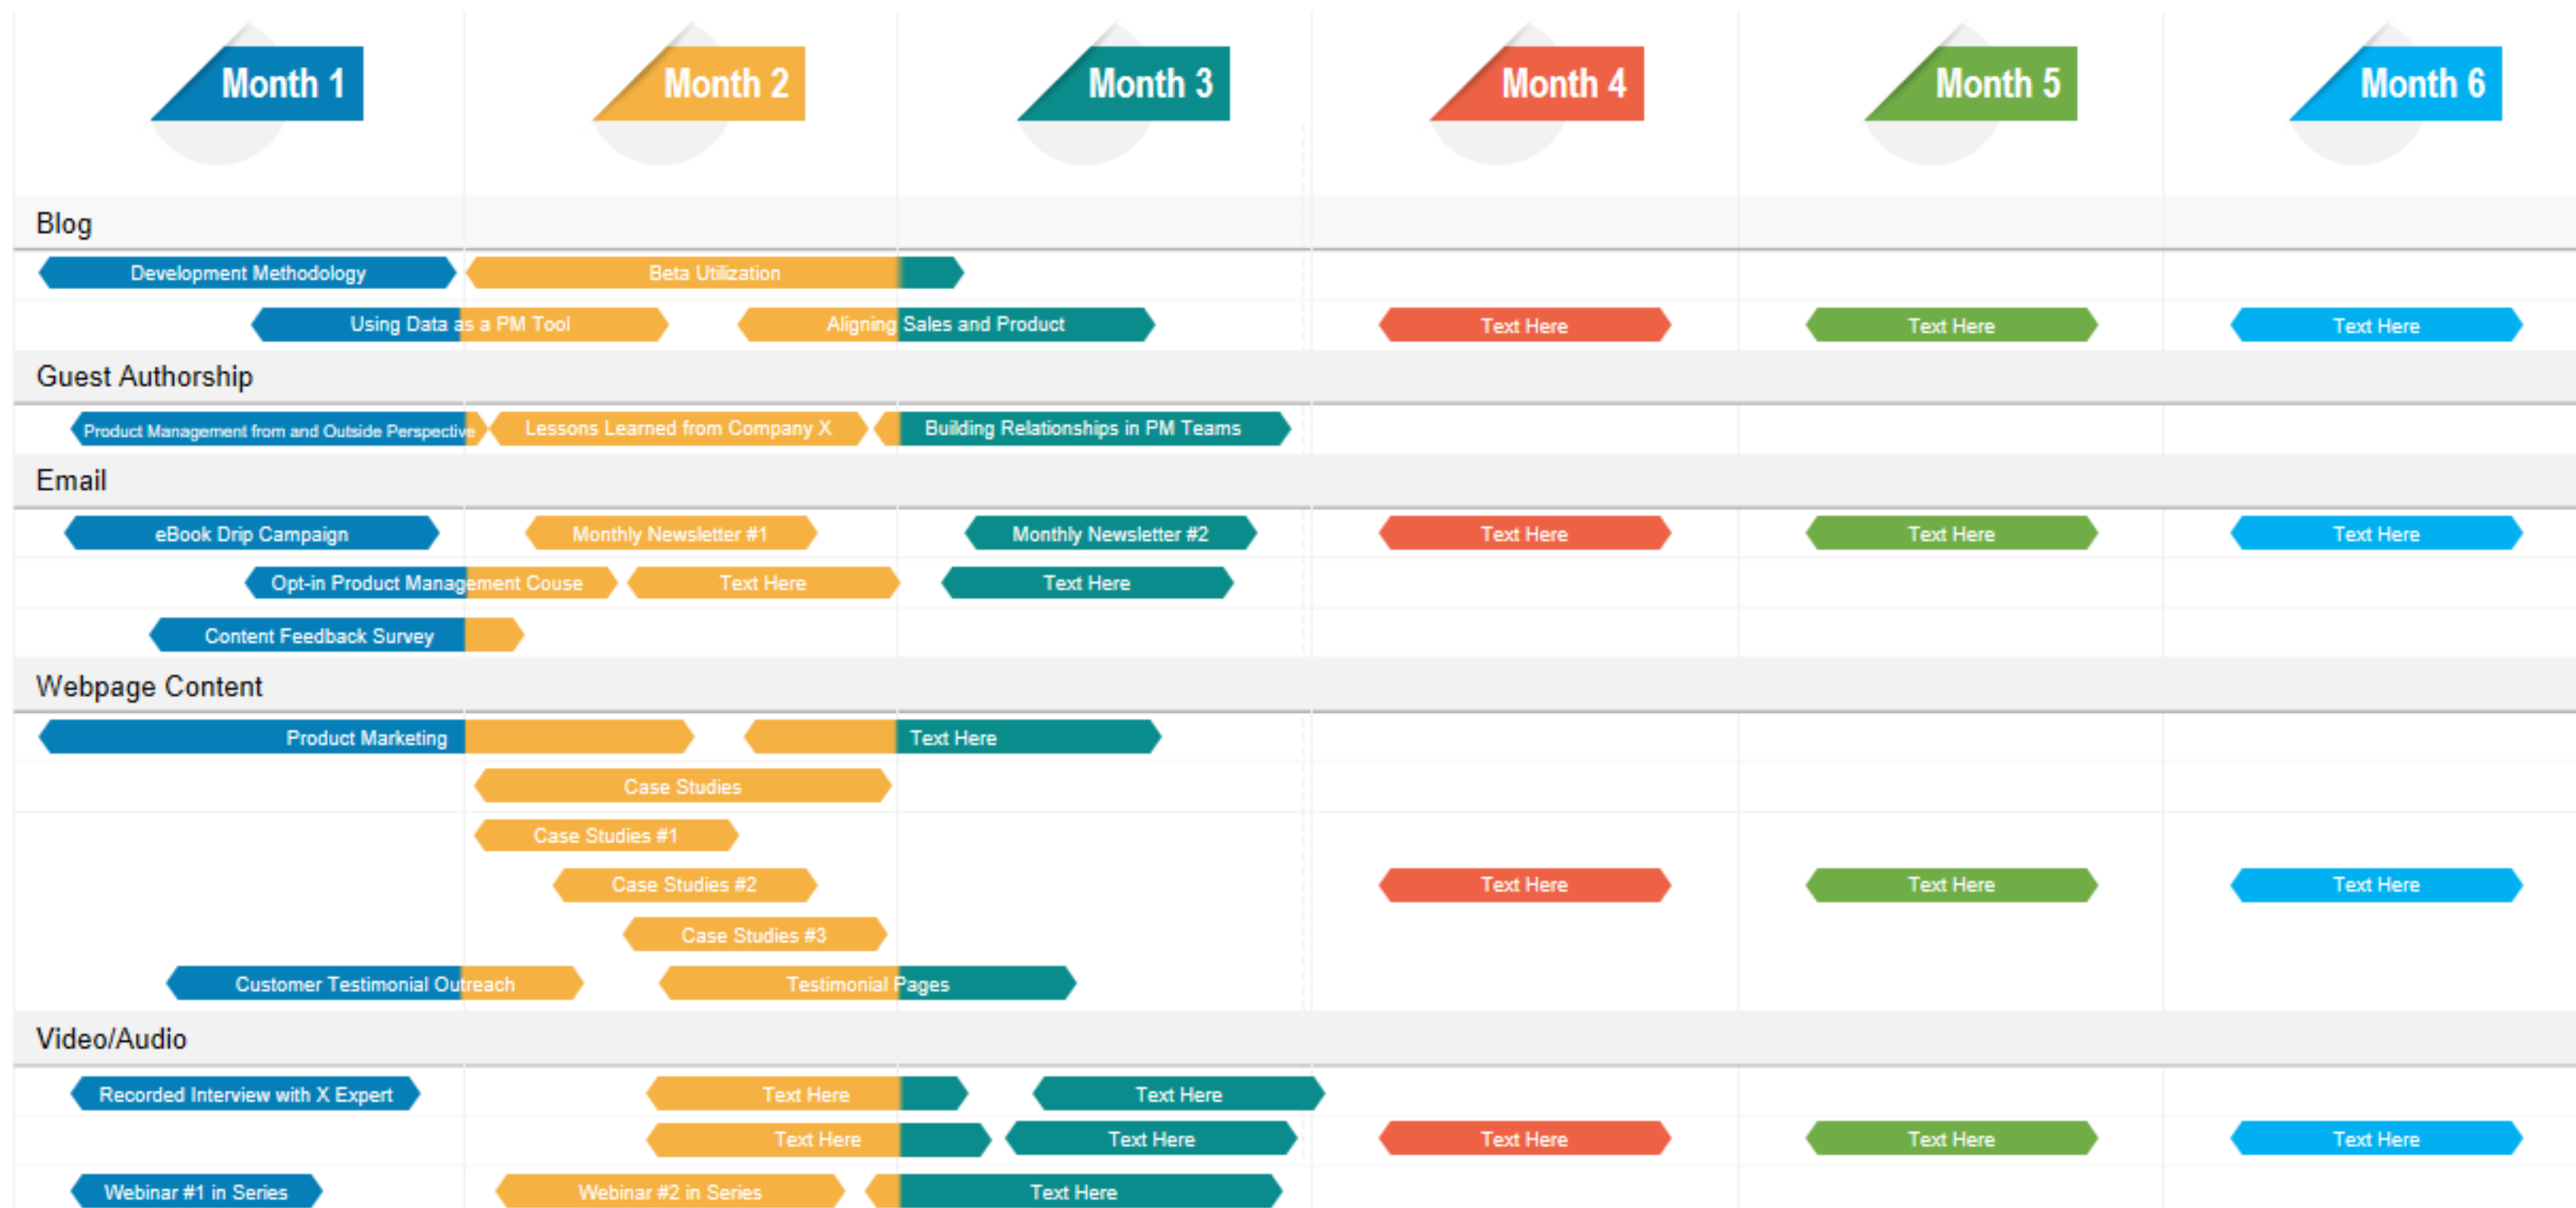 Month 1 Month 2 Month 3 Month 4 Month 5 Month 6
Blog
Development Methodology Beta Utilization
Using Data as a PM Tool Aligning Sales and Product Text Here Text Here Text Here
Guest Authorship
Product Management from and Outside Perspective Lessons Learned from Company X Building Relationships in PM Teams
Email
eBook Drip Campaign Monthly Newsletter #1 Monthly Newsletter #2 Text Here Text Here Text Here
Opt-in Product Management Couse Text Here Text Here
Content Feedback Survey
Webpage Content
Product Marketing Text Here
Case Studies
Case Studies #1
Case Studies #2 Text Here Text Here Text Here
Case Studies #3
Customer Testimonial Outreach Testimonial Pages
Video/Audio
Recorded Interview with X Expert Text Here Text Here
Text Here Text Here Text Here Text Here Text Here
Webinar #1 in Series Webinar #2 in Series Text Here